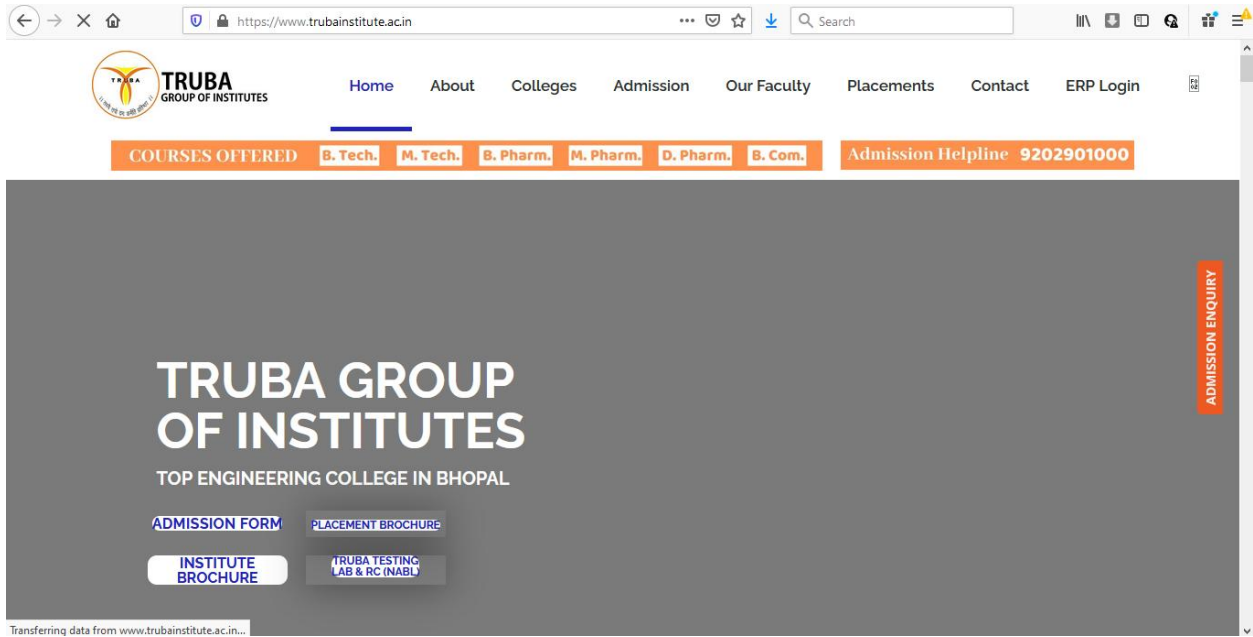 https://www.trubainstitute.ac.in
Search
TRUBA
TRUBA
GROUP OF INSTITUTES
Home About Colleges Admission Our Faculty Placements Contact ERP Login
COURSES OFFERED B. Tech. M. Tech. B. Pharm. M. Pharm. D. Pharm. B. Com. Admission Helpline 9202901000
ADMISSION ENQUIRY
TRUBA GROUP
OF INSTITUTES
TOP ENGINEERING COLLEGE IN BHOPAL
ADMISSION FORM
PLACEMENT BROCHURE
INSTITUTE
BROCHURE
TRUBA TESTING
LAB & RC (NABL)
Transferring data from www.trubainstitute.ac.in...